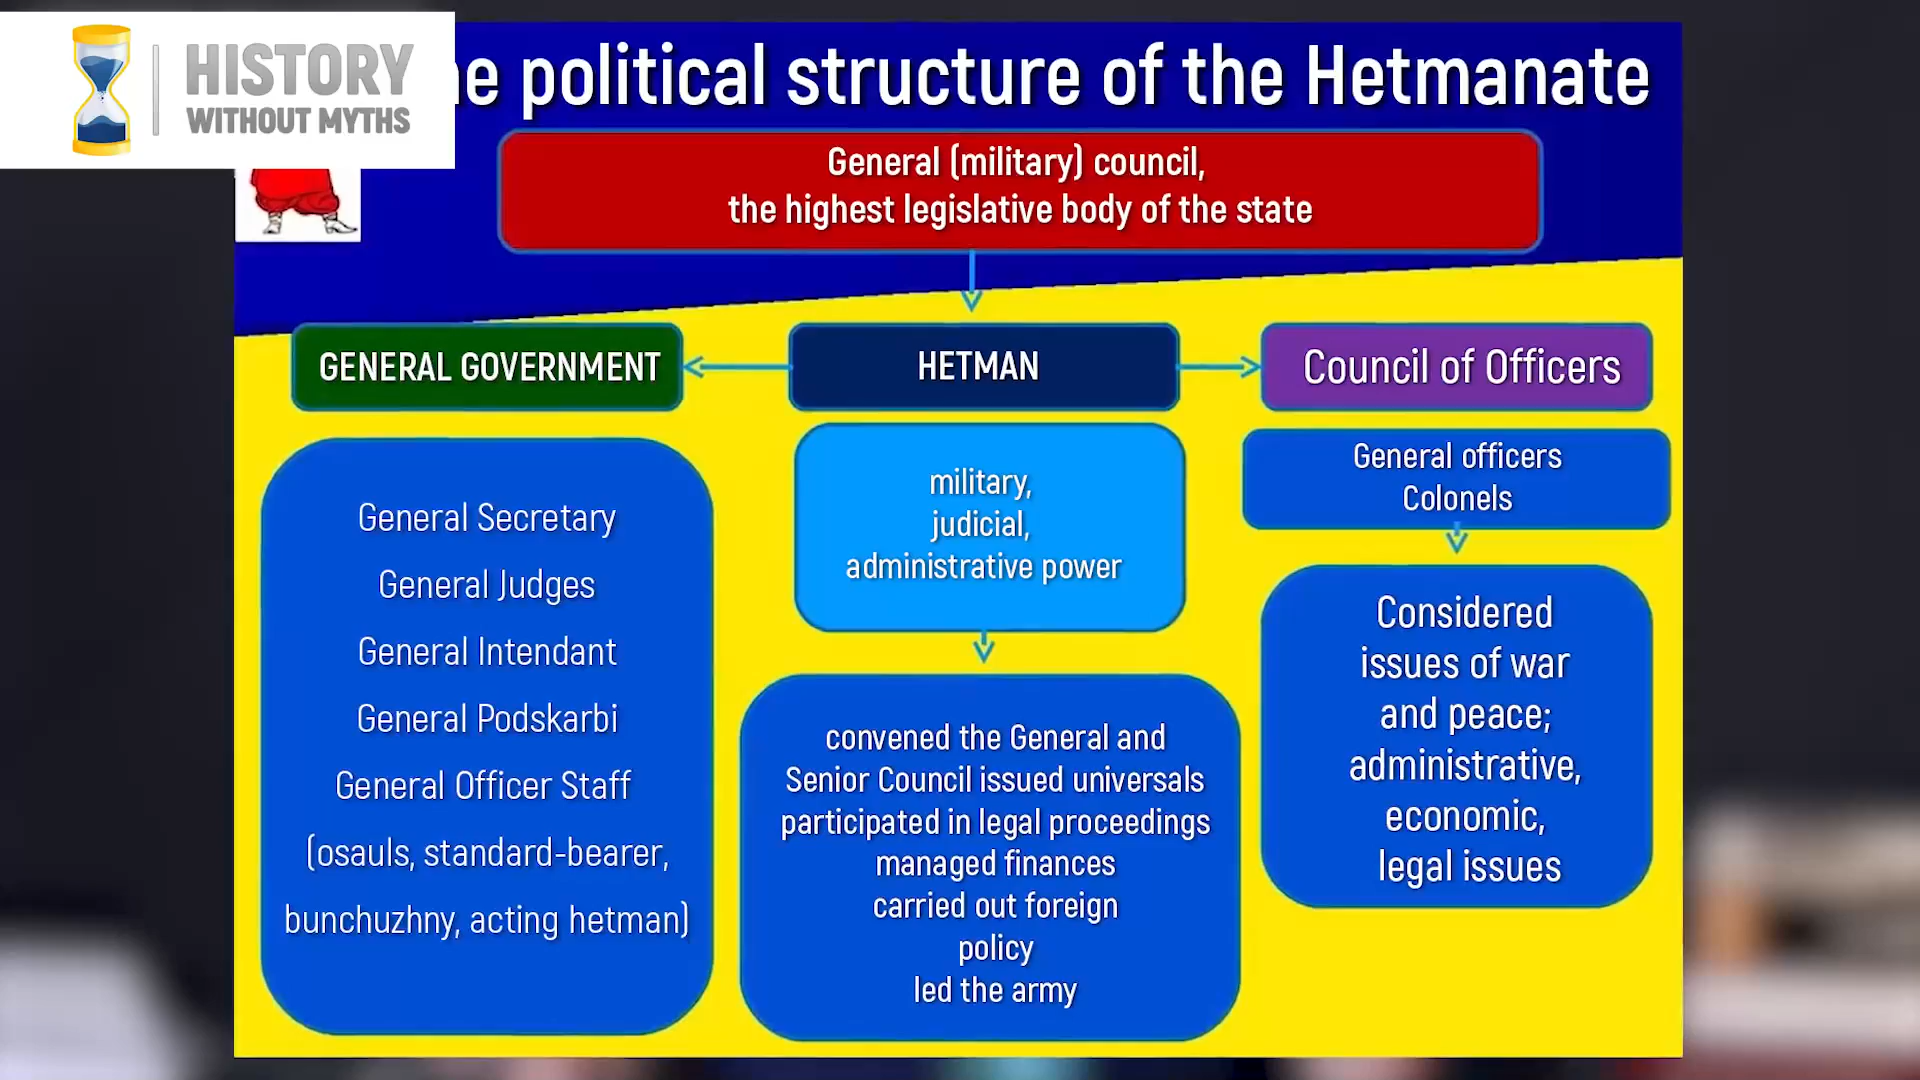 HISTORY
WITHOUT MYTHS
he political structure of the Hetmanate
General (military) council,
the highest legislative body of the state
GENERAL GOVERNMENT
HETMAN
Council of Officers
General Secretary
General Judges
General Intendant
General Podskarbi
General Officer Staff
(osauls, standard-bearer,
bunchuzhny, acting hetman)
military,
judicial,
administrative power
convened the General and
Senior Council issued universals
participated in legal proceedings
managed finances
carried out foreign
policy
led the army
General officers
Colonels
Considered
issues of war
and peace;
administrative,
economic,
legal issues